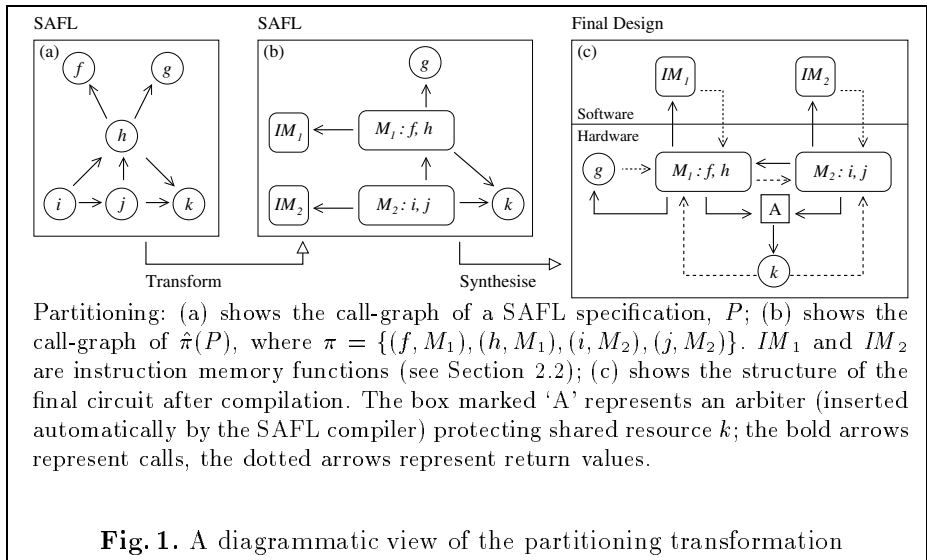 SAFL
SAFL
Final Design
(a)
f
g
h
i
j
k
(b)
g
IM1
M1 : f, h
IM2
M2 : i, j
k
(c)
IM1
IM2
Software
Hardware
g
M1 : f, h
M2 : i, j
A
k
Transform
Synthesise
Partitioning: (a) shows the call-graph of a SAFL specification, P; (b) shows the
call-graph of π̂(P), where π = {(f, M1), (h, M1), (i, M2), (j, M2)}. IM1 and IM2
are instruction memory functions (see Section 2.2); (c) shows the structure of the
final circuit after compilation. The box marked ‘A’ represents an arbiter (inserted
automatically by the SAFL compiler) protecting shared resource k; the bold arrows
represent calls, the dotted arrows represent return values.
Fig. 1. A diagrammatic view of the partitioning transformation